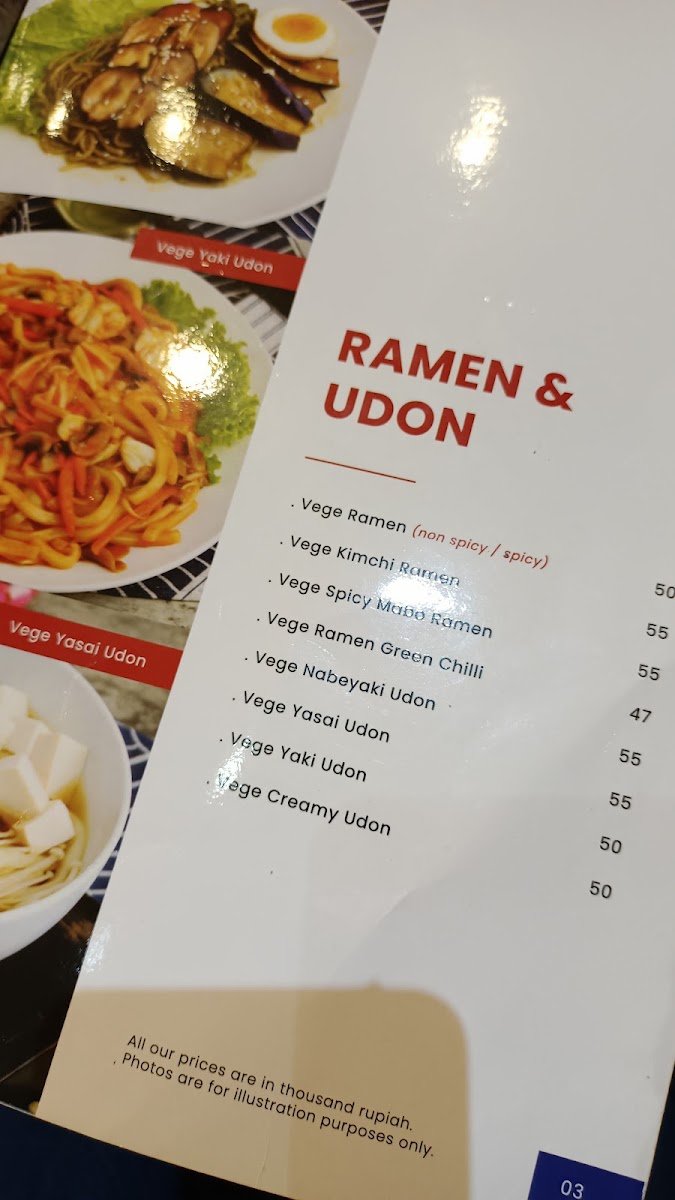 Vege Yaki Udon
Vege Yasai Udon
RAMEN &
UDON
. Vege Ramen (non spicy / spicy) 50
. Vege Kimchi Ramen 55
. Vege Spicy Mabo Ramen 55
. Vege Ramen Green Chilli 47
. Vege Nabeyaki Udon 55
. Vege Yasai Udon 55
. Vege Yaki Udon 50
. Vege Creamy Udon 50
All our prices are in thousand rupiah.
. Photos are for illustration purposes only.
03